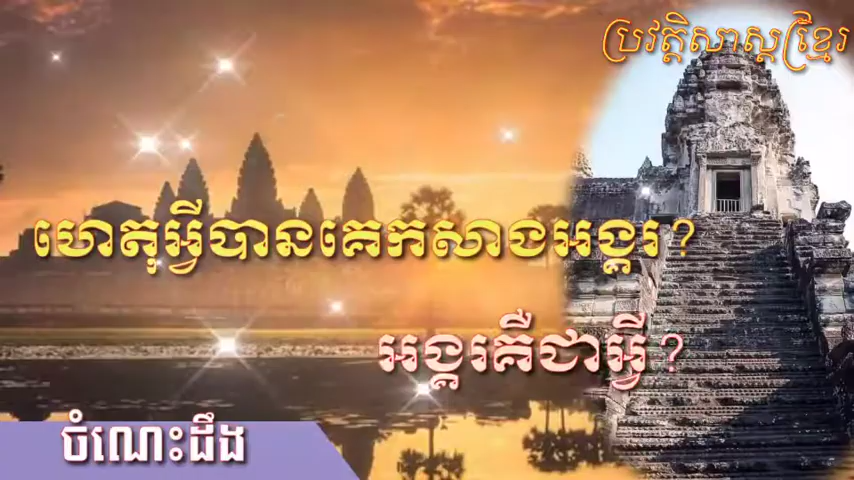 ប្រវត្តិសាស្តខ្មែរ
ហេតុអ្វីបានគេកសាងអង្គរ?
អង្គរគឺជាអ្វី?
ចំណេះដឹង